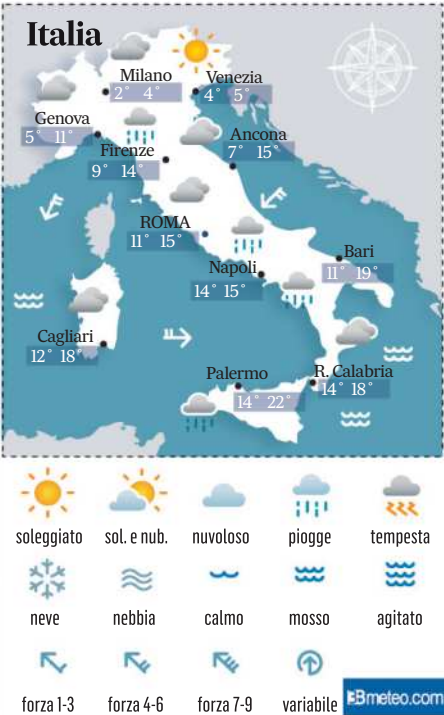 Italia
Milano
2° 4°
Venezia
4° 5°
Genova
5° 11°
Firenze
9° 14°
Ancona
7° 15°
ROMA
11° 15°
Napoli
14° 15°
Bari
11° 19°
Cagliari
12° 18°
Palermo
14° 22°
R. Calabria
14° 18°
soleggiato sol. e nub. nuvoloso piogge tempesta
neve nebbia calmo mosso agitato
forza 1-3 forza 4-6 forza 7-9 variabile
3Bmeteo.com